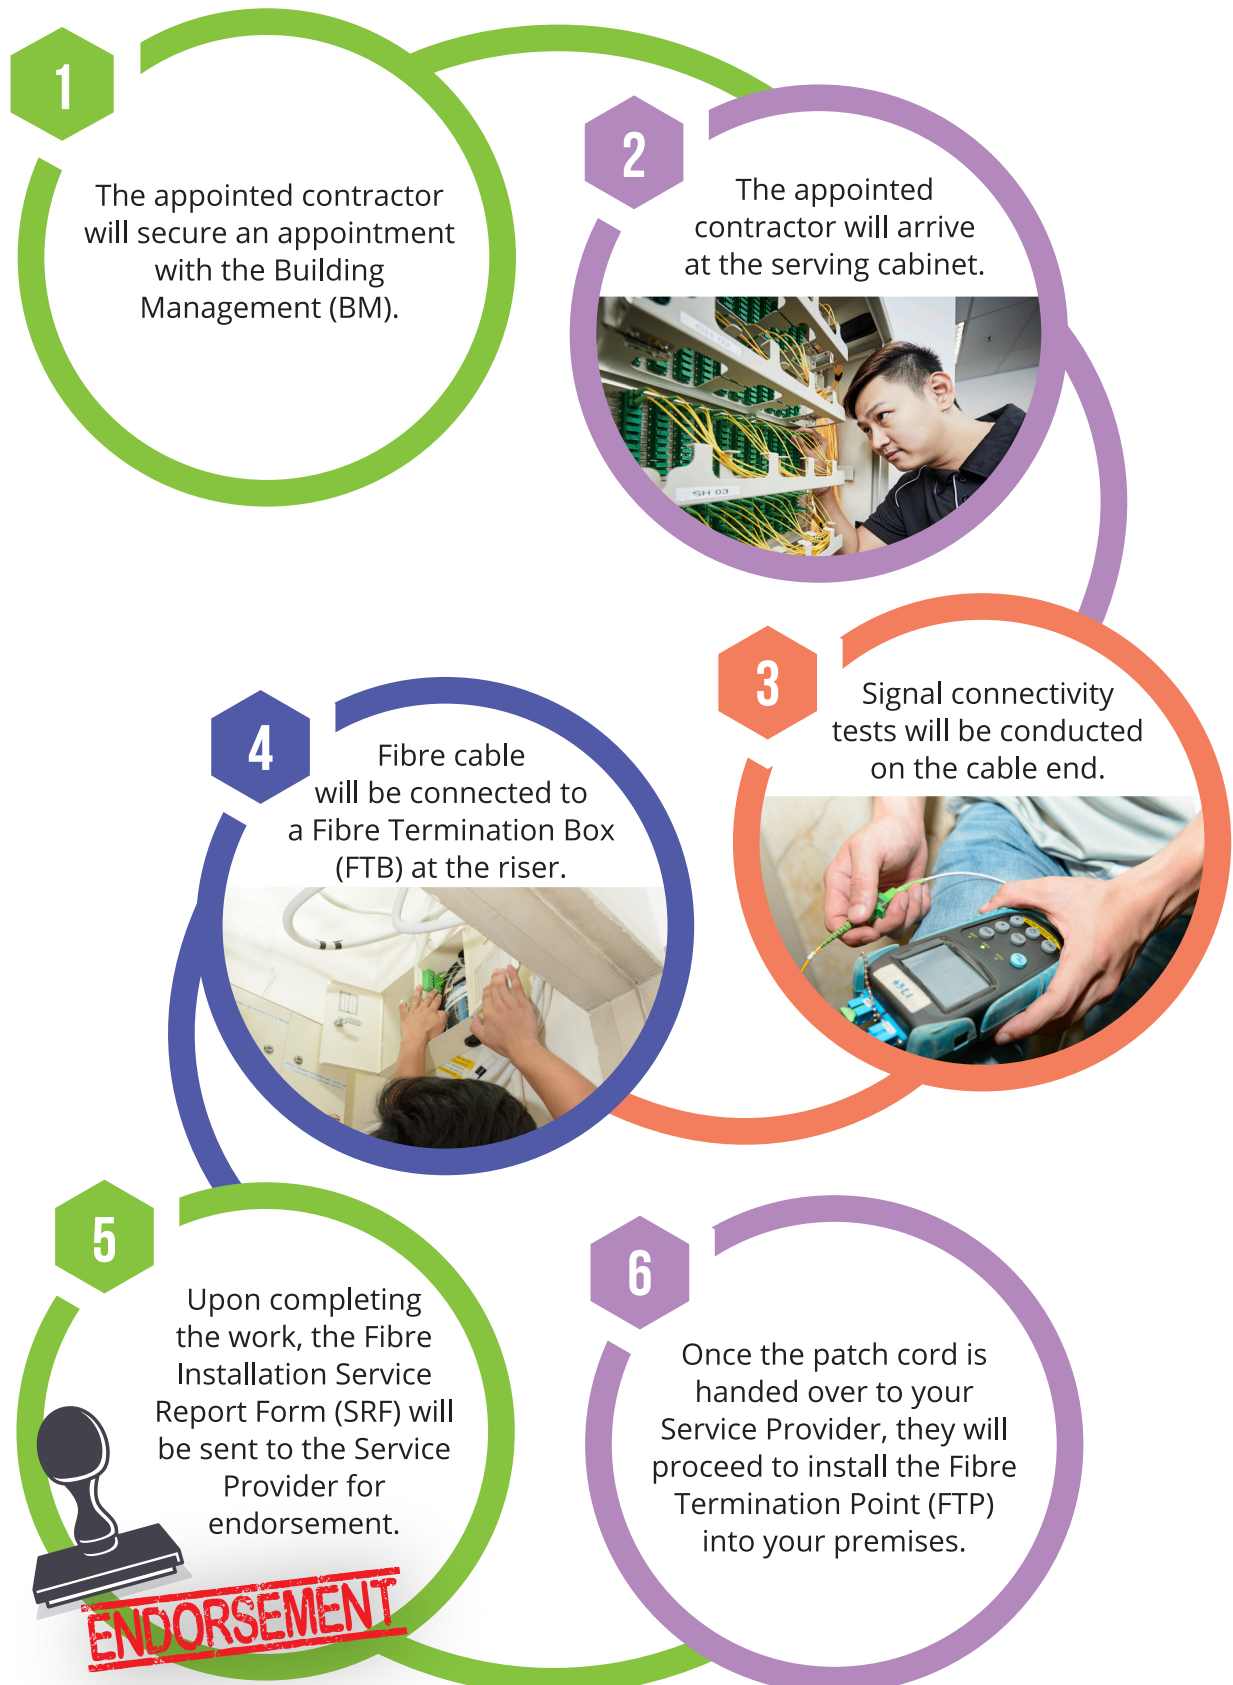 1
The appointed contractor
will secure an appointment
with the Building
Management (BM).
2
The appointed
contractor will arrive
at the serving cabinet.
SH 03
3
Signal connectivity
tests will be conducted
on the cable end.
4
Fibre cable
will be connected to
a Fibre Termination Box
(FTB) at the riser.
5
Upon completing
the work, the Fibre
Installation Service
Report Form (SRF) will
be sent to the Service
Provider for
endorsement.
ENDORSEMENT
6
Once the patch cord is
handed over to your
Service Provider, they will
proceed to install the Fibre
Termination Point (FTP)
into your premises.